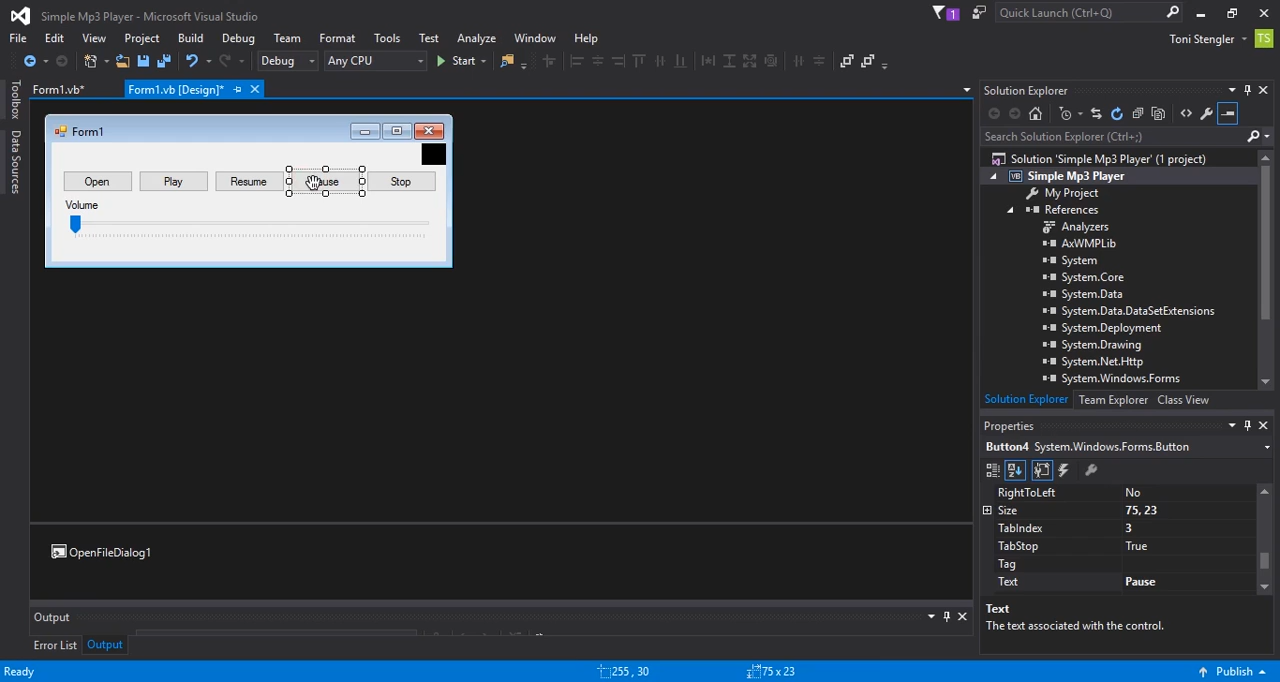 Simple Mp3 Player - Microsoft Visual Studio
1
Quick Launch (Ctrl+Q)
File Edit View Project Build Debug Team Format Tools Test Analyze Window Help
Toni Stengler
TS
Debug
Any CPU
Start
Toolbox
Data Sources
Form1.vb*
Form1.vb [Design]*
Form1
Open
Play
Resume
Stop
Volume
OpenFileDialog1
Output
Error List
Output
Solution Explorer
Search Solution Explorer (Ctrl+;)
Solution 'Simple Mp3 Player' (1 project)
VB Simple Mp3 Player
My Project
References
Analyzers
AxWMPLib
System
System.Core
System.Data
System.Data.DataSetExtensions
System.Deployment
System.Drawing
System.Net.Http
System.Windows.Forms
Solution Explorer Team Explorer Class View
Properties
Button4 System.Windows.Forms.Button
RightToLeft No
Size 75, 23
TabIndex 3
TabStop True
Tag
Text Pause
Text
The text associated with the control.
Ready
255 , 30
75 x 23
Publish